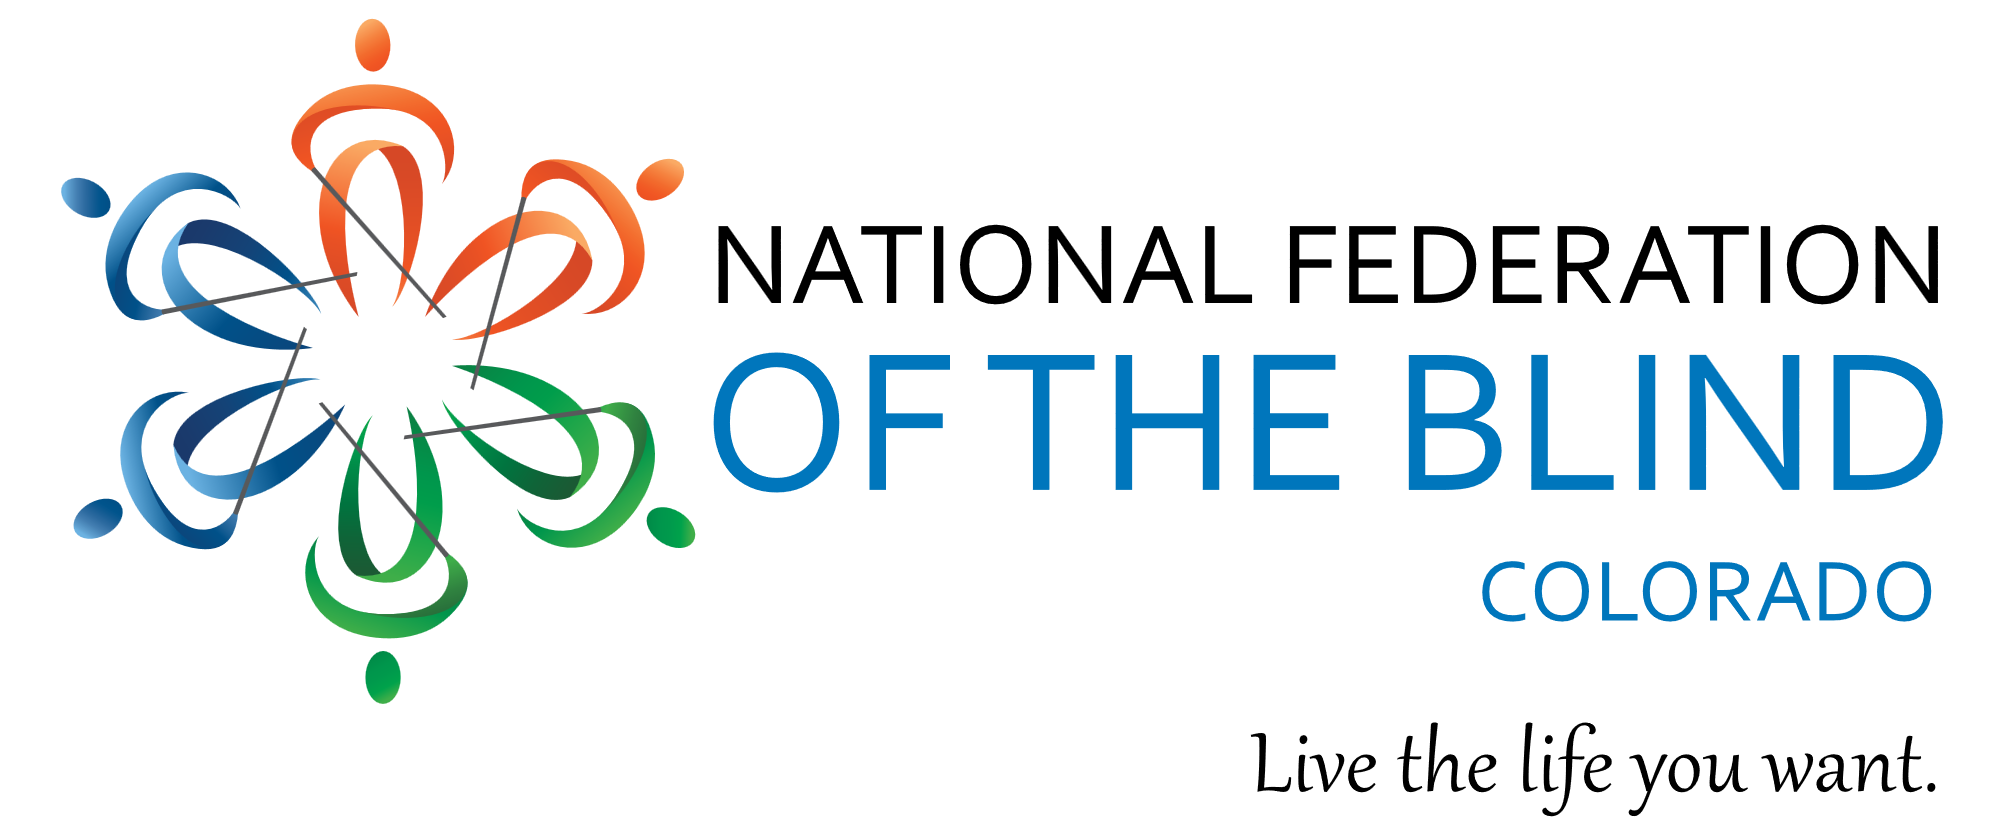 NATIONAL FEDERATION
OF THE BLIND
COLORADO
Live the life you want.